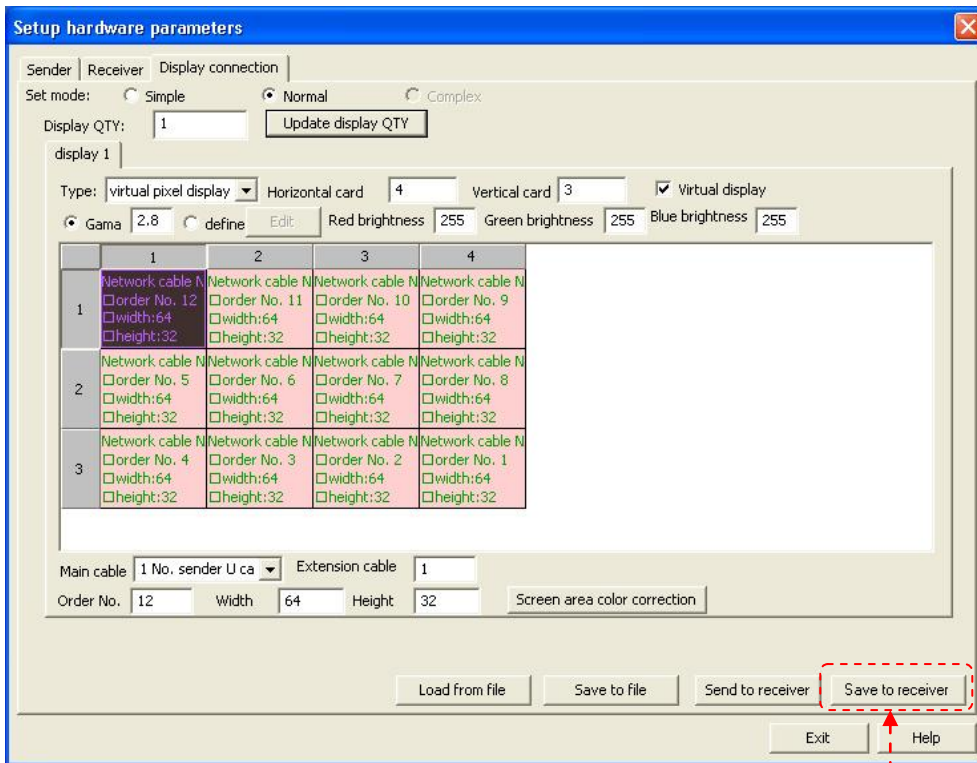 Setup hardware parameters
Sender Receiver Display connection
Set mode: Simple Normal Complex
Display QTY: 1 Update display QTY
display 1
Type: virtual pixel display Horizontal card 4 Vertical card 3 Virtual display
Gama 2.8 define Edit Red brightness 255 Green brightness 255 Blue brightness 255
1 2 3 4
Network cable N Network cable N Network cable N Network cable N
1 order No. 12 order No. 11 order No. 10 order No. 9
width:64 width:64 width:64 width:64
height:32 height:32 height:32 height:32
Network cable N Network cable N Network cable N Network cable N
2 order No. 5 order No. 6 order No. 7 order No. 8
width:64 width:64 width:64 width:64
height:32 height:32 height:32 height:32
Network cable N Network cable N Network cable N Network cable N
3 order No. 4 order No. 3 order No. 2 order No. 1
width:64 width:64 width:64 width:64
height:32 height:32 height:32 height:32
Main cable 1 No. sender U ca Extension cable 1
Order No. 12 Width 64 Height 32 Screen area color correction
Load from file Save to file Send to receiver Save to receiver
Exit Help